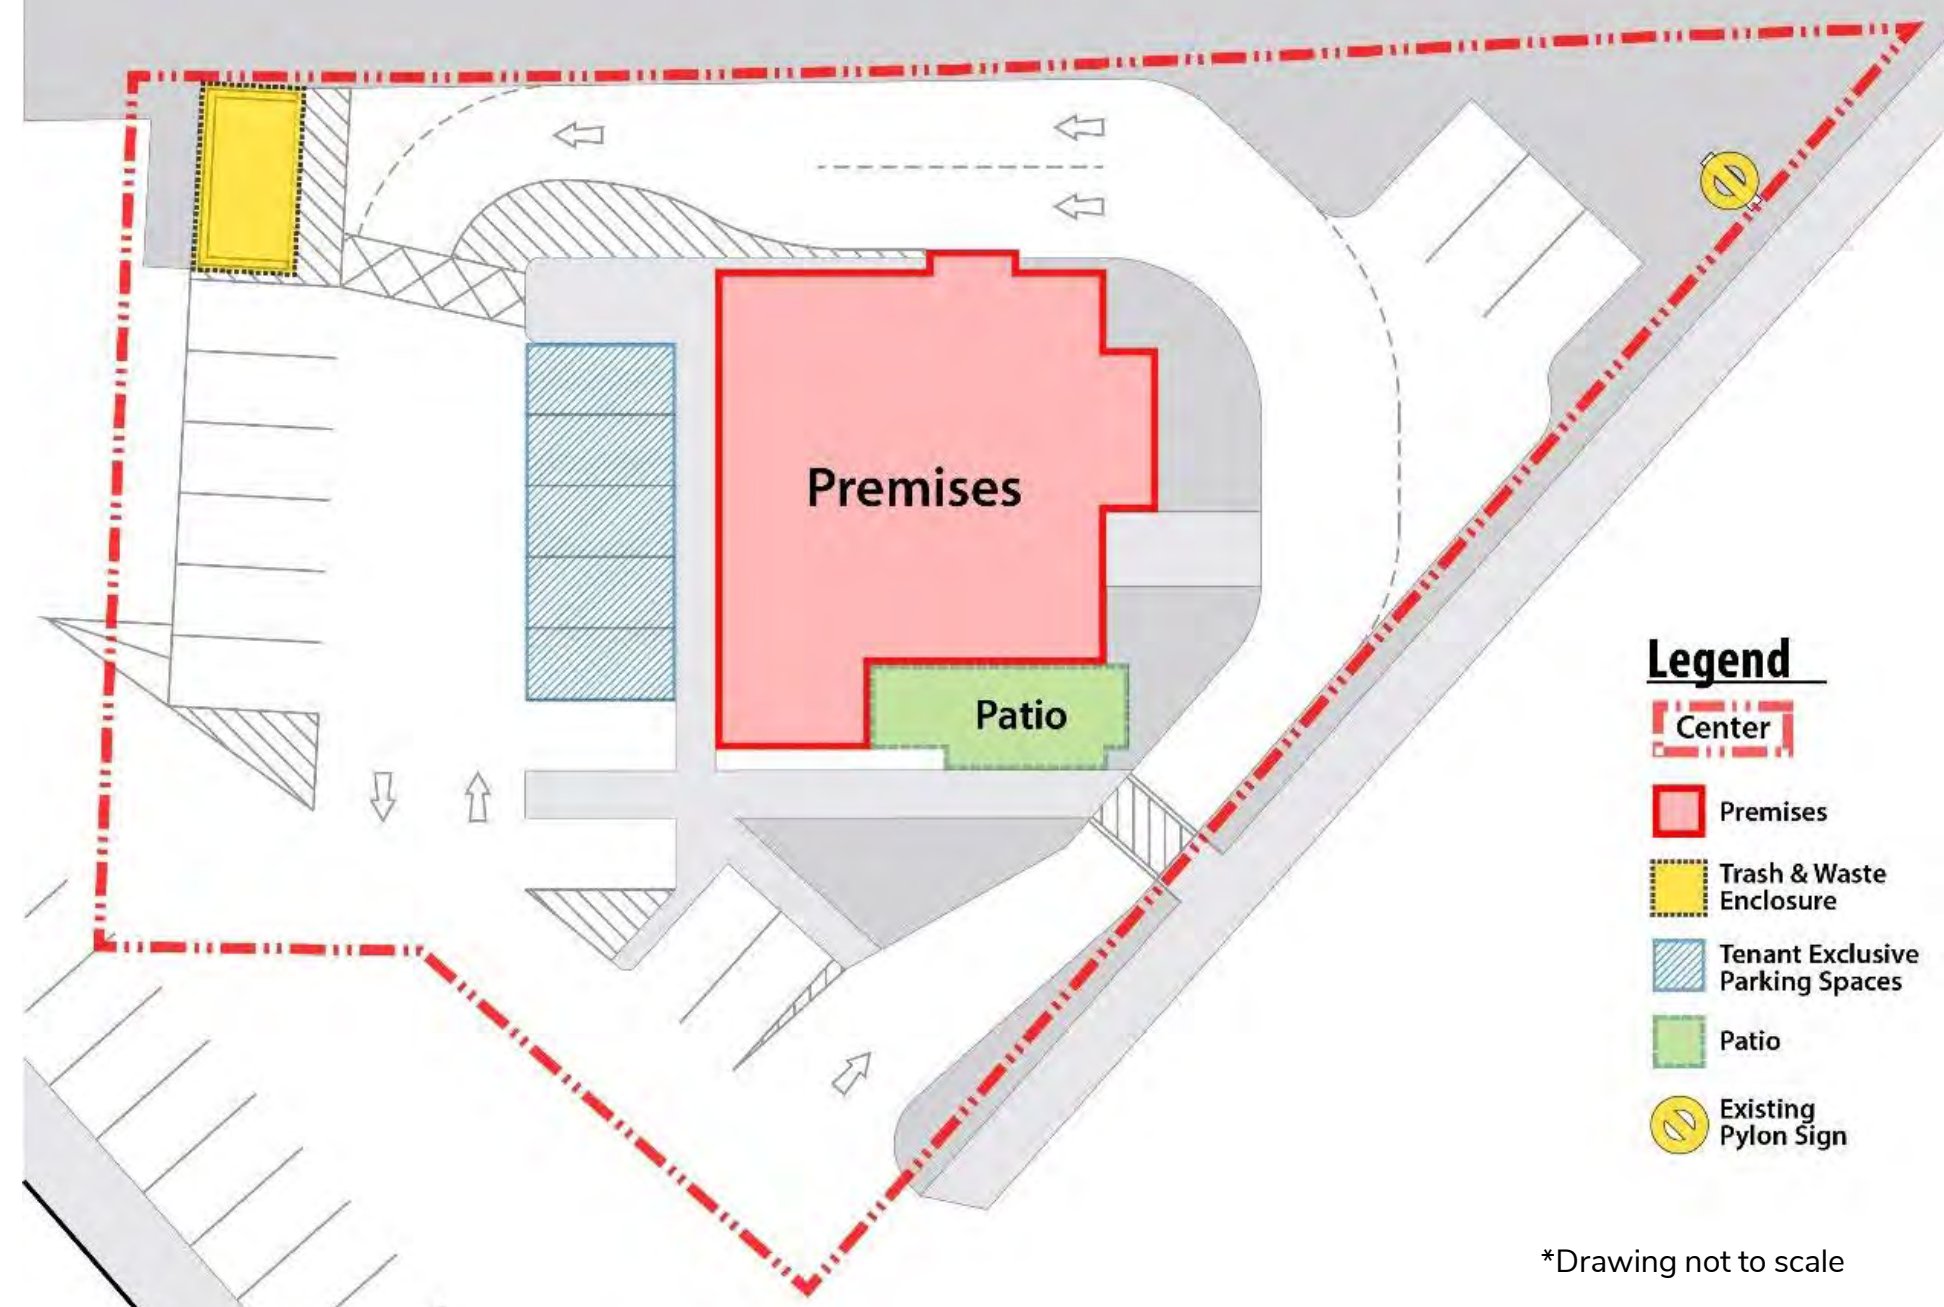 Premises
Patio
Legend
Center
Premises
Trash & Waste
Enclosure
Tenant Exclusive
Parking Spaces
Patio
Existing
Pylon Sign
*Drawing not to scale